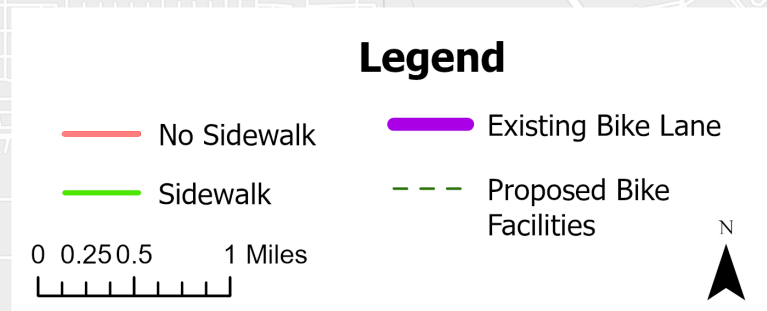 Legend
No Sidewalk
Existing Bike Lane
Sidewalk
Proposed Bike
Facilities
N
0 0.25 0.5 1 Miles